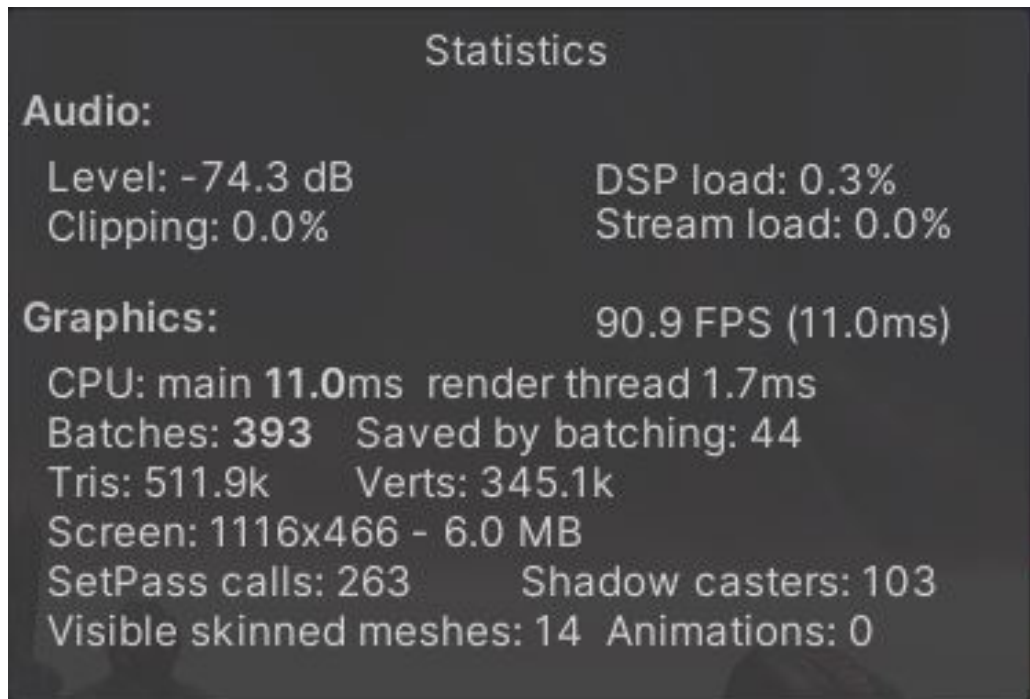 Statistics
Audio:
Level: -74.3 dB DSP load: 0.3%
Clipping: 0.0% Stream load: 0.0%
Graphics: 90.9 FPS (11.0ms)
CPU: main 11.0ms render thread 1.7ms
Batches: 393 Saved by batching: 44
Tris: 511.9k Verts: 345.1k
Screen: 1116x466 - 6.0 MB
SetPass calls: 263 Shadow casters: 103
Visible skinned meshes: 14 Animations: 0